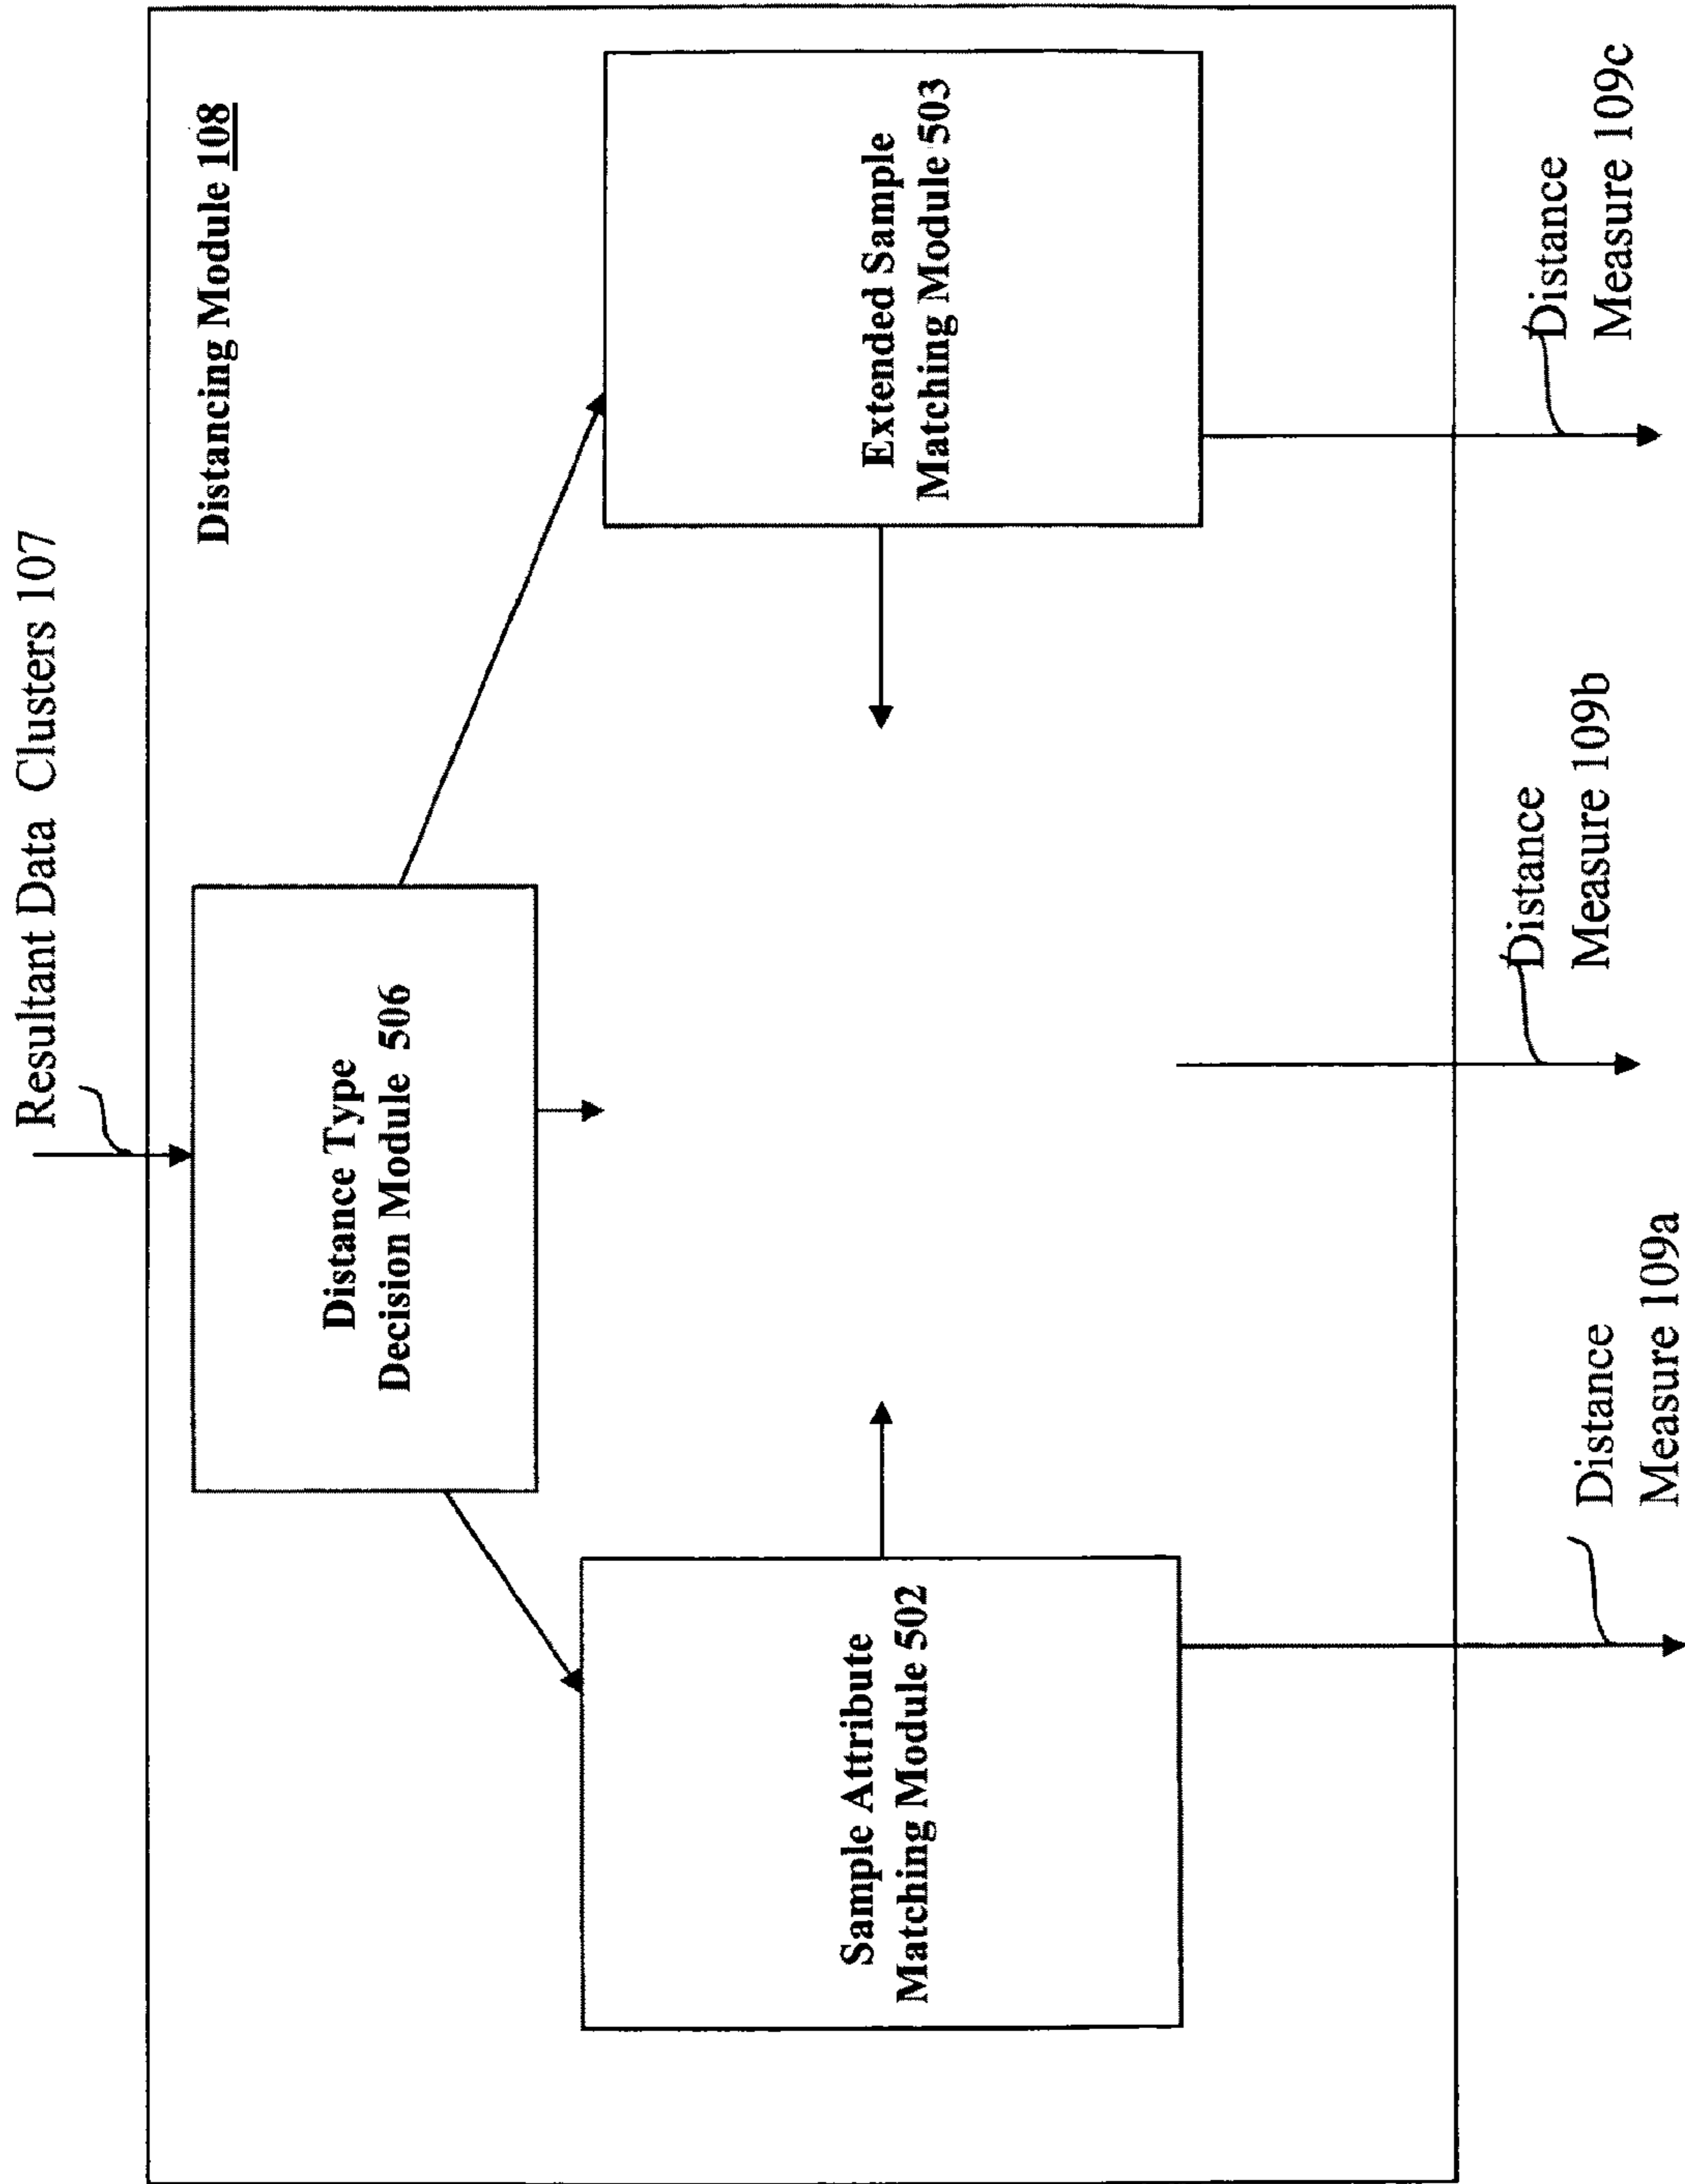 Resultant Data Clusters 107
Distancing Module 108
Distance Type
Decision Module 506
Sample Attribute
Matching Module 502
Extended Sample
Matching Module 503
Distance
Measure 109a
Distance
Measure 109b
Distance
Measure 109c